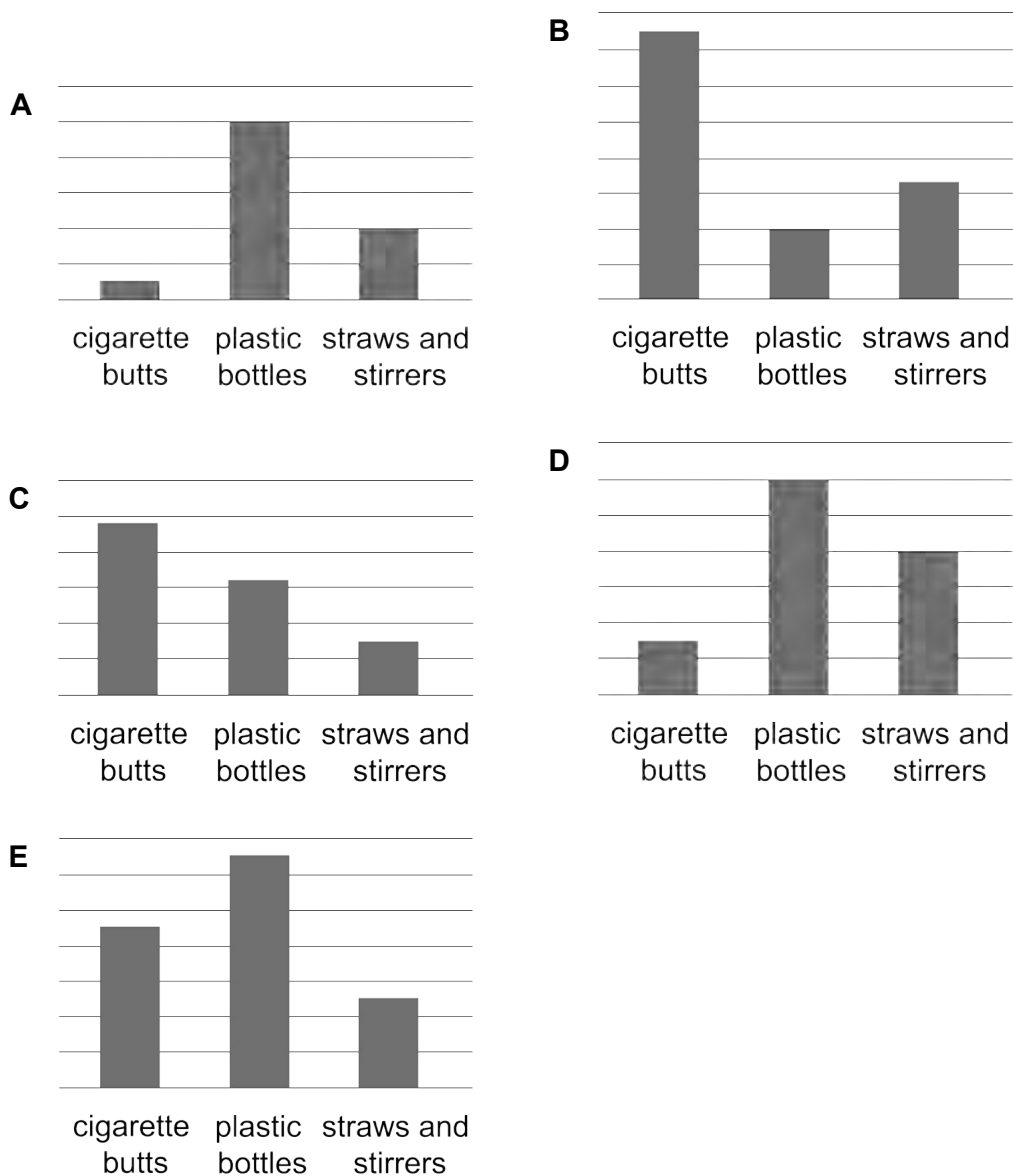 A
cigarette butts
plastic bottles
straws and stirrers
B
cigarette butts
plastic bottles
straws and stirrers
C
cigarette butts
plastic bottles
straws and stirrers
D
cigarette butts
plastic bottles
straws and stirrers
E
cigarette butts
plastic bottles
straws and stirrers